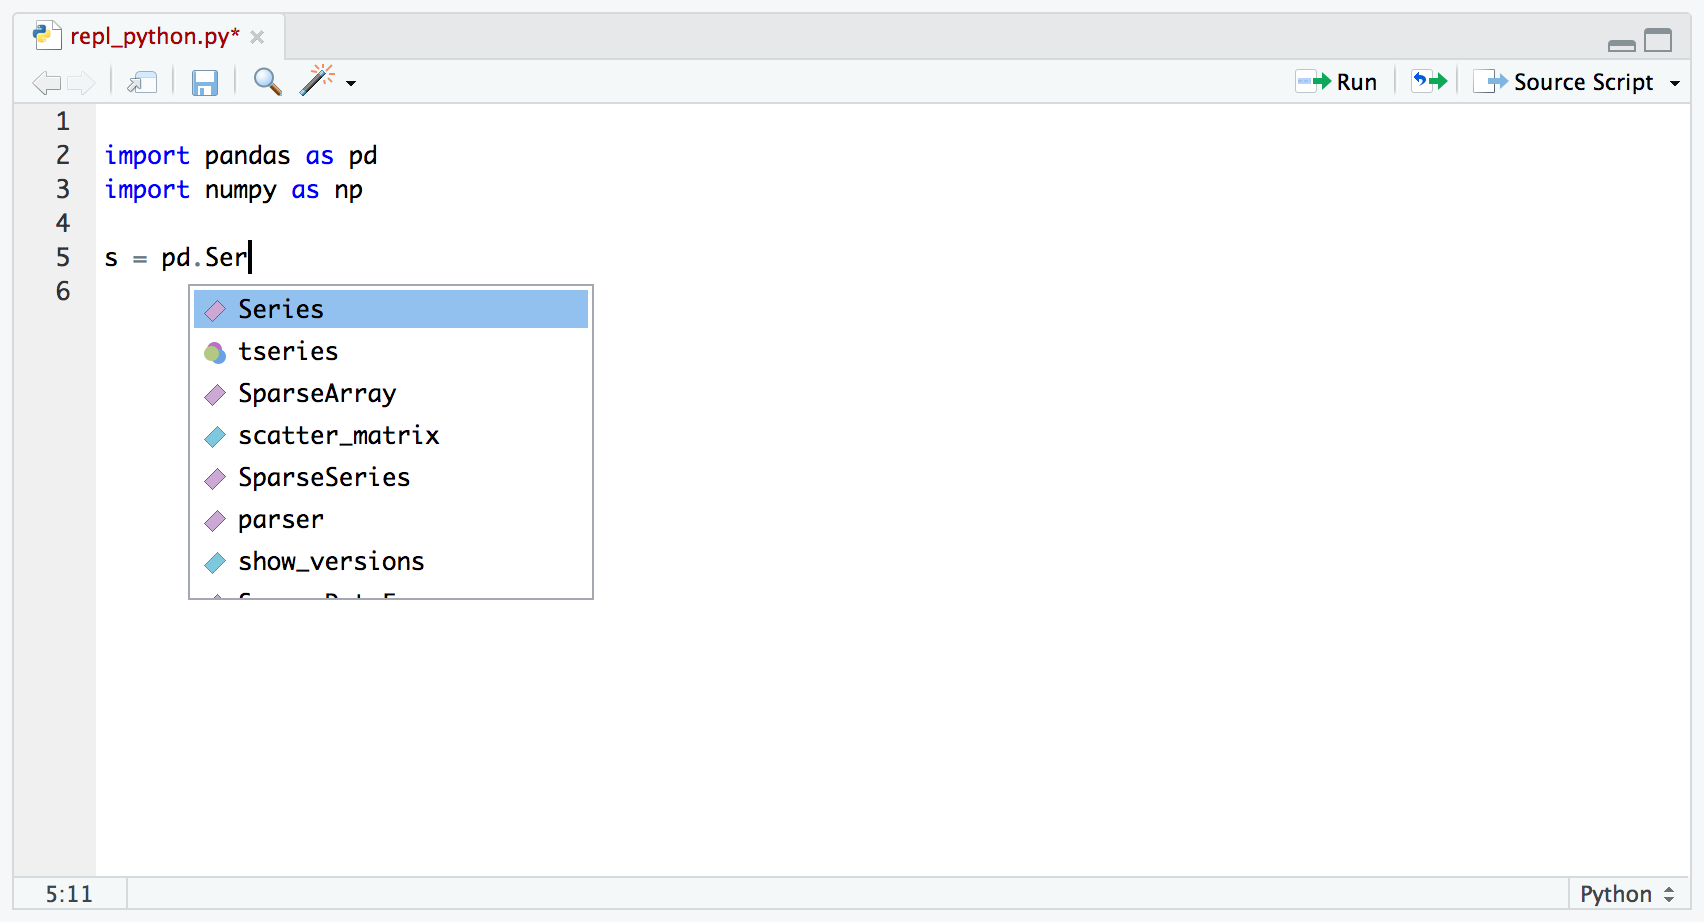 repl_python.py*
Run
Source Script
1
2 import pandas as pd
3 import numpy as np
4
5 s = pd.Ser
6
Series
tseries
SparseArray
scatter_matrix
SparseSeries
parser
show_versions
5:11
Python